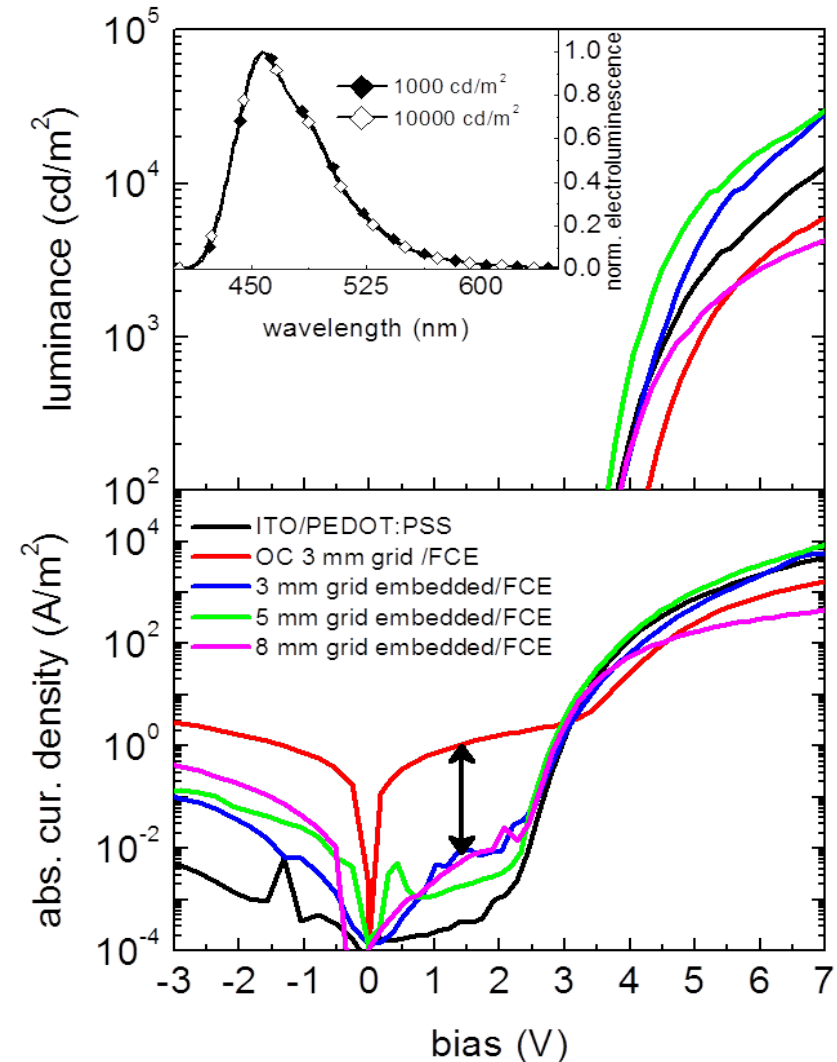 10^5
10^4
10^3
10^2
luminance (cd/m^2)
1000 cd/m^2
10000 cd/m^2
1.0
0.8
0.6
0.4
0.2
0.0
norm. electroluminescence
450 525 600
wavelength (nm)
ITO/PEDOT:PSS
OC 3 mm grid /FCE
3 mm grid embedded/FCE
5 mm grid embedded/FCE
8 mm grid embedded/FCE
10^4
10^2
10^0
10^-2
10^-4
abs. cur. density (A/m^2)
-3 -2 -1 0 1 2 3 4 5 6 7
bias (V)